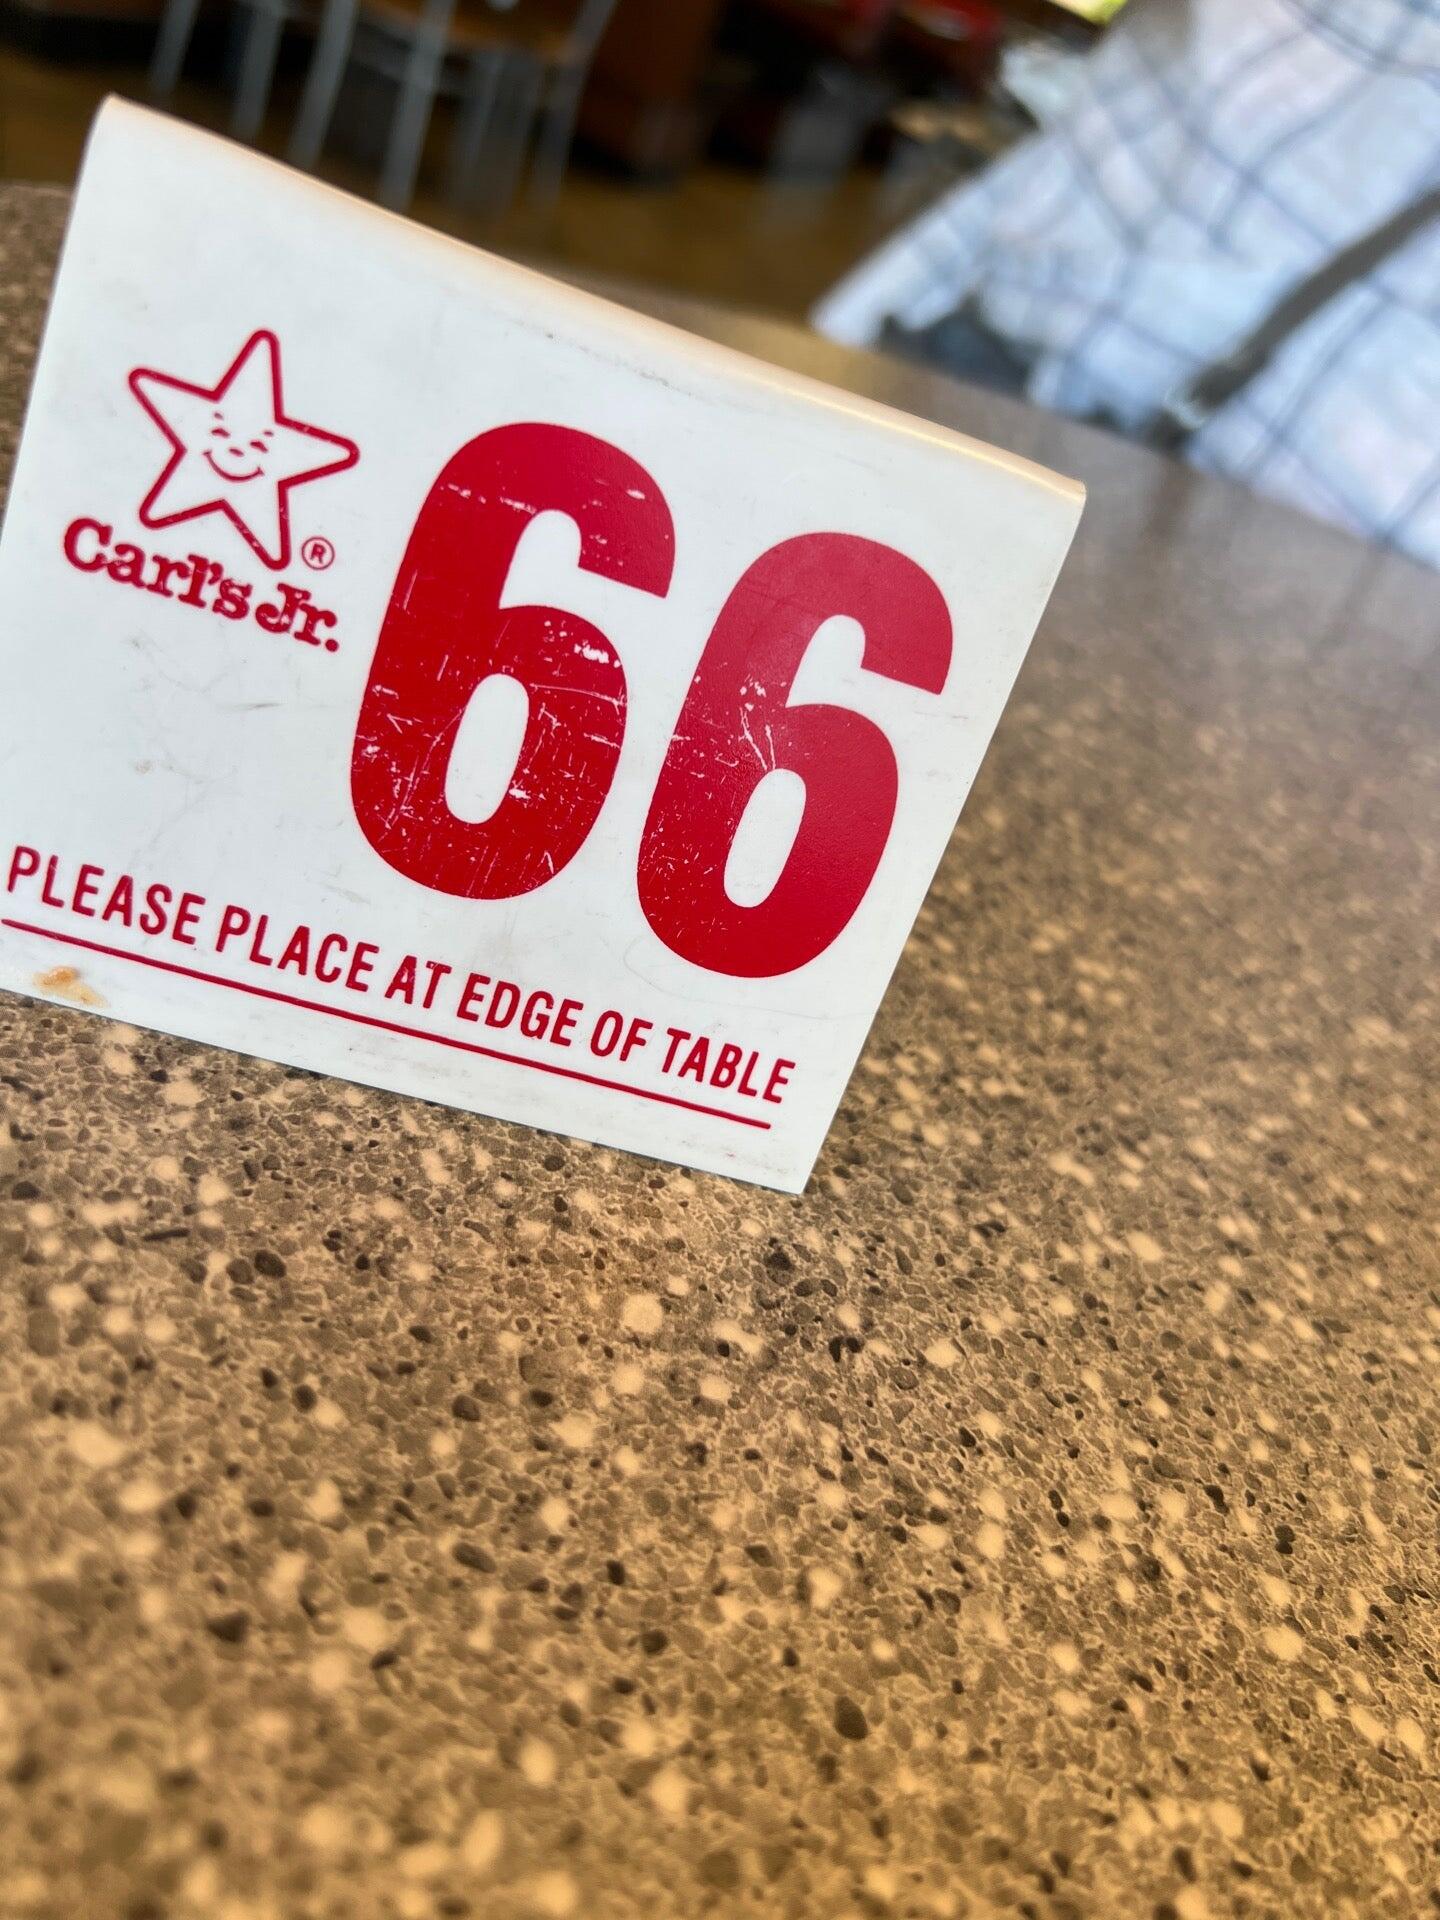 Carl's Jr.®
66
PLEASE PLACE AT EDGE OF TABLE